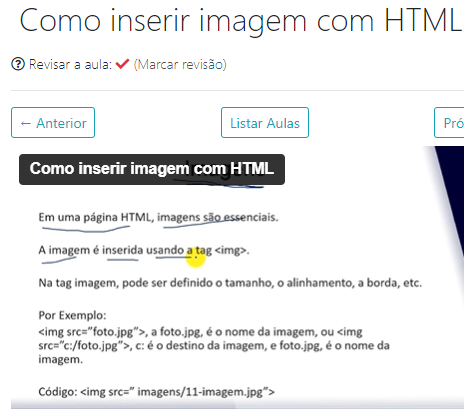 Como inserir imagem com HTML
Revisar a aula: (Marcar revisão)
← Anterior
Listar Aulas
Pró
Como inserir imagem com HTML
Em uma página HTML, imagens são essenciais.
A imagem é inserida usando a tag <img>.
Na tag imagem, pode ser definido o tamanho, o alinhamento, a borda, etc.
Por Exemplo:
<img src="foto.jpg">, a foto.jpg, é o nome da imagem, ou <img
src="c:/foto.jpg">, c: é o destino da imagem, e foto.jpg, é o nome da
imagem.
Código: <img src=" imagens/11-imagem.jpg">